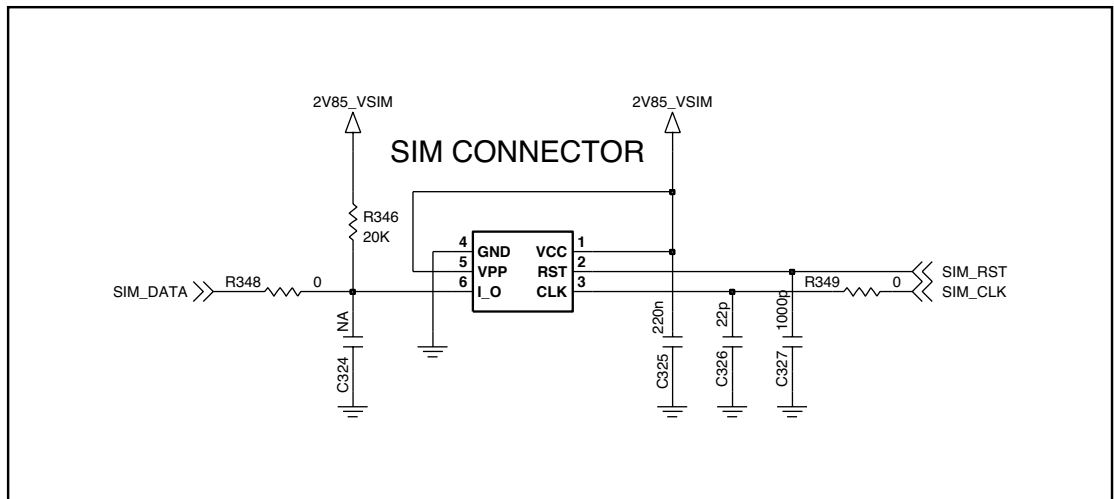 2V85_VSIM
2V85_VSIM
SIM CONNECTOR
R346
20K
4
GND
VCC
1
5
VPP
RST
2
6
I_O
CLK
3
SIM_DATA
R348
0
R349
0
SIM_RST
SIM_CLK
NA
C324
220n
C325
22p
C326
1000p
C327